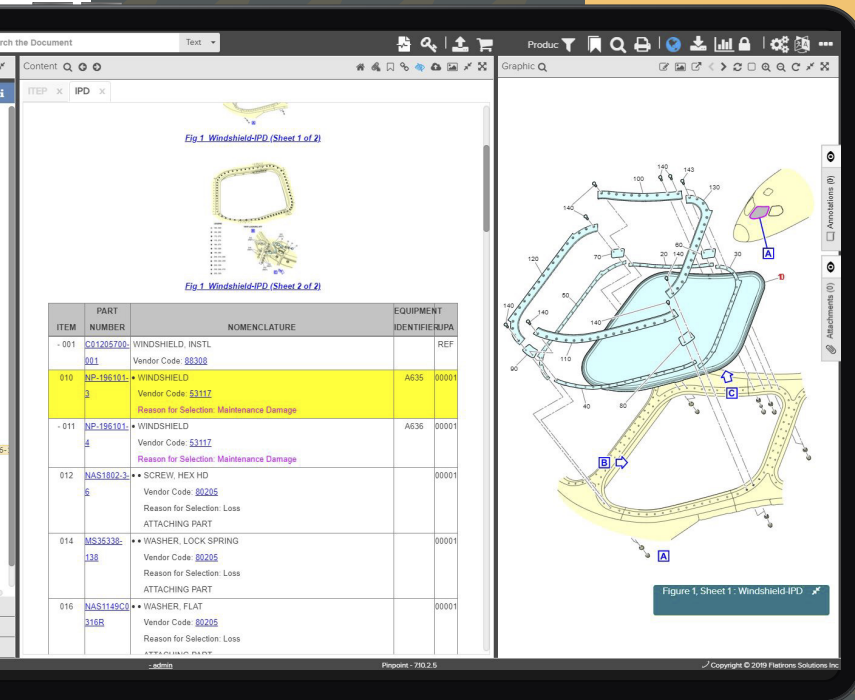 rch the Document
Text
Produc
Content
Graphic
ITEP x IPD x
Fig 1 Windshield-IPD (Sheet 1 of 2)
Fig 1 Windshield-IPD (Sheet 2 of 2)
ITEM PART NUMBER NOMENCLATURE EQUIPMENT IDENTIFIER UPA
- 001 C01205700-001 WINDSHIELD, INSTL REF
Vendor Code: 88308
010 NP-196101-3 • WINDSHIELD A635 00001
Vendor Code: 53117
Reason for Selection: Maintenance Damage
- 011 NP-196101-4 • WINDSHIELD A636 00001
Vendor Code: 53117
Reason for Selection: Maintenance Damage
012 NAS1802-3-6 • • SCREW, HEX HD 00001
Vendor Code: 80205
Reason for Selection: Loss
ATTACHING PART
014 MS35338-138 • • WASHER, LOCK SPRING 00001
Vendor Code: 80205
Reason for Selection: Loss
ATTACHING PART
016 NAS1149C0316R • • WASHER, FLAT 00001
Vendor Code: 80205
Reason for Selection: Loss
ATTACHING PART
140 143
100
130
140
60
120
70
20 140
30
A
10
50
140
140
140
110
90
40
80
C
B
A
Annotations (0)
Attachments (0)
Figure 1, Sheet 1 : Windshield-IPD
- admin
Pinpoint - 7.10.2.5
Copyright © 2019 Flatirons Solutions Inc